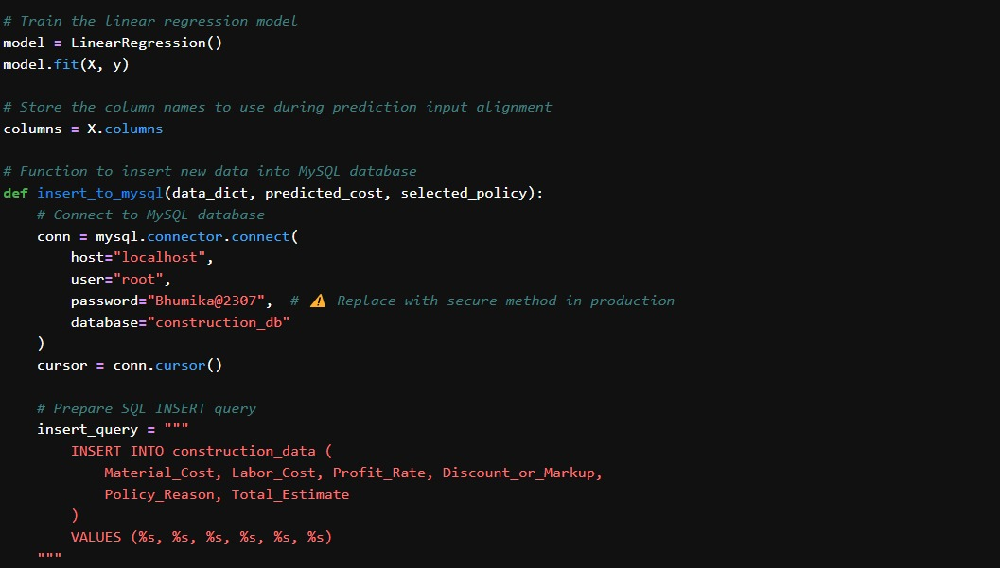 # Train the linear regression model
model = LinearRegression()
model.fit(X, y)
# Store the column names to use during prediction input alignment
columns = X.columns
# Function to insert new data into MySQL database
def insert_to_mysql(data_dict, predicted_cost, selected_policy):
    # Connect to MySQL database
    conn = mysql.connector.connect(
        host="localhost",
        user="root",
        password="Bhumika@2307",  # ⚠️ Replace with secure method in production
        database="construction_db"
    )
    cursor = conn.cursor()
    # Prepare SQL INSERT query
    insert_query = """
        INSERT INTO construction_data (
            Material_Cost, Labor_Cost, Profit_Rate, Discount_or_Markup,
            Policy_Reason, Total_Estimate
        )
        VALUES (%s, %s, %s, %s, %s, %s)
    """